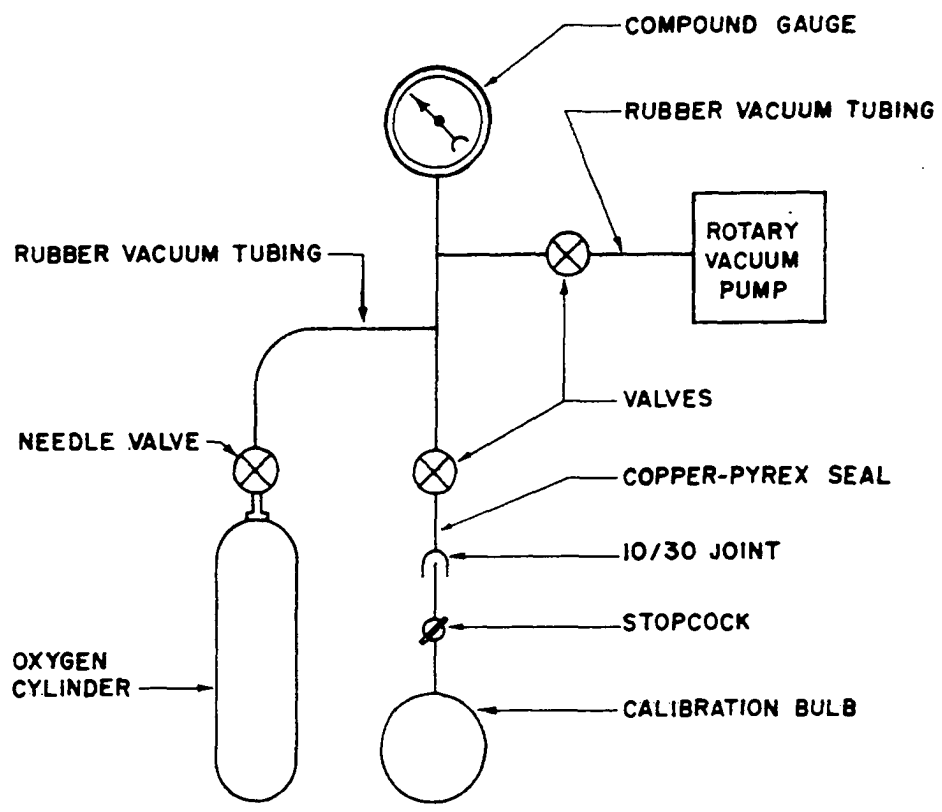 COMPOUND GAUGE
RUBBER VACUUM TUBING
ROTARY
VACUUM
PUMP
RUBBER VACUUM TUBING
VALVES
NEEDLE VALVE
COPPER-PYREX SEAL
10/30 JOINT
STOPCOCK
OXYGEN
CYLINDER
CALIBRATION BULB